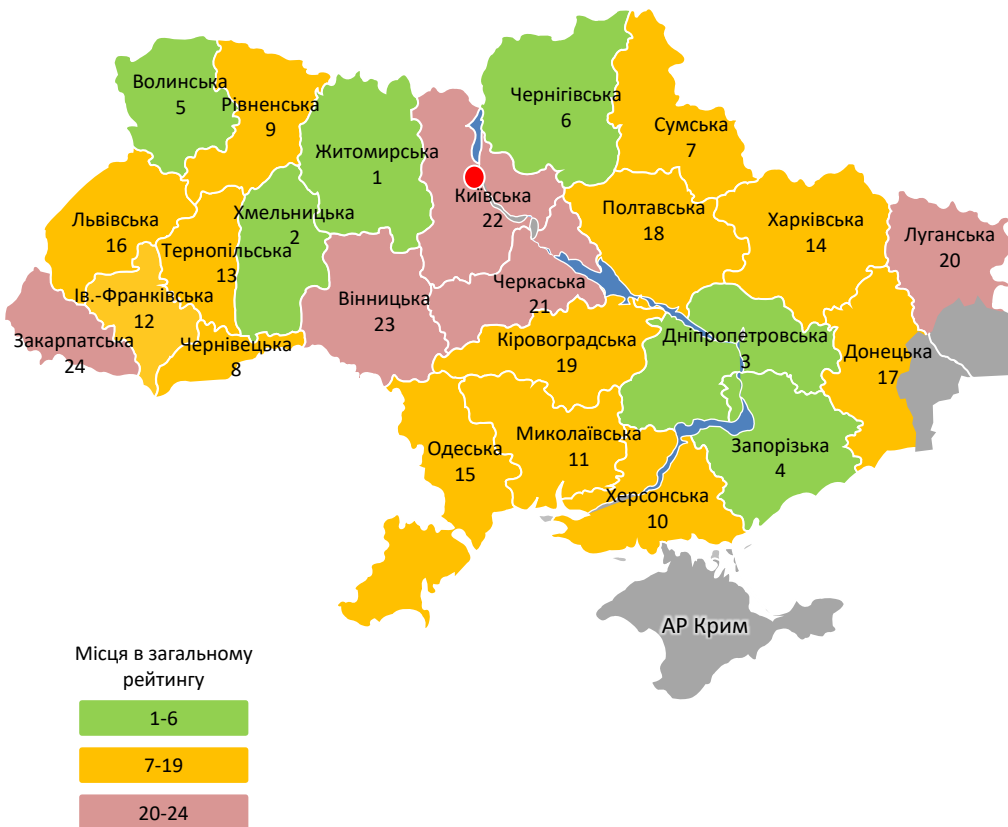 Волинська
5
Рівненська
9
Житомирська
1
Чернігівська
6
Сумська
7
Київська
22
Львівська
16
Тернопільська
13
Хмельницька
2
Полтавська
18
Харківська
14
Луганська
20
Ів.-Франківська
12
Вінницька
23
Черкаська
21
Закарпатська
24
Чернівецька
8
Кіровоградська
19
Дніпропетровська
3
Донецька
17
Одеська
15
Миколаївська
11
Запорізька
4
Херсонська
10
АР Крим
Місця в загальному
рейтингу
1-6
7-19
20-24